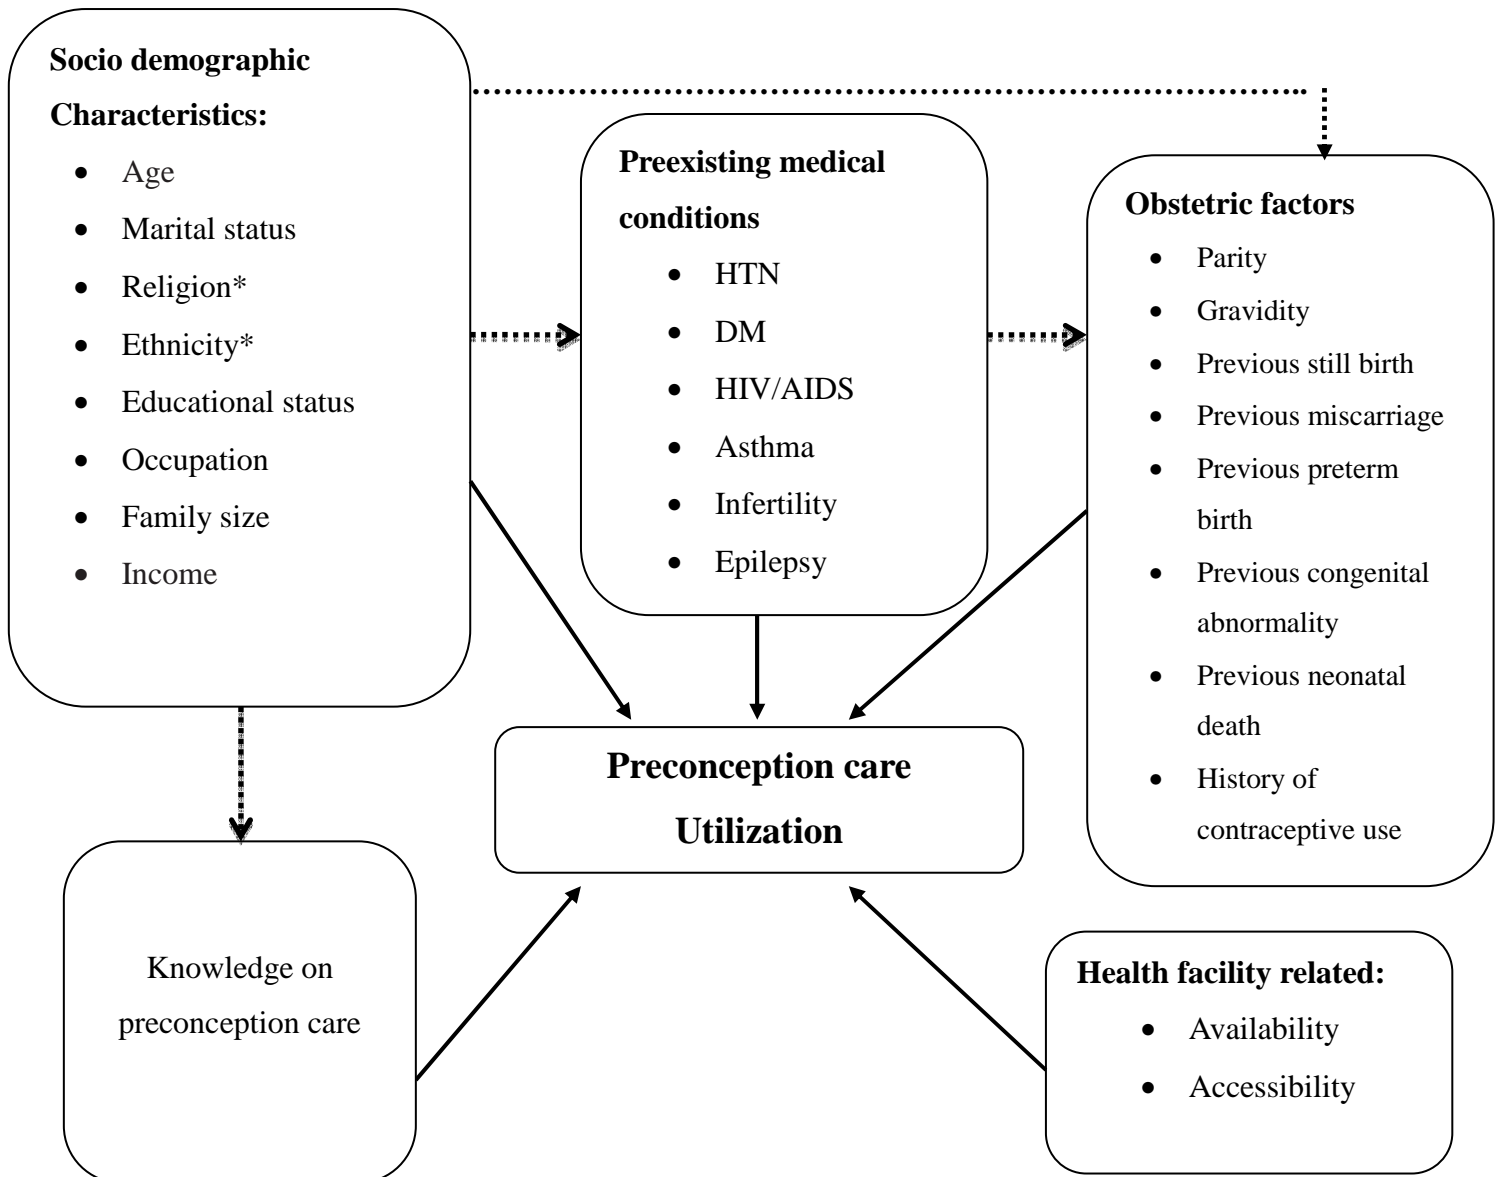 Socio demographic
Characteristics:
• Age
• Marital status
• Religion*
• Ethnicity*
• Educational status
• Occupation
• Family size
• Income
Preexisting medical
conditions
• HTN
• DM
• HIV/AIDS
• Asthma
• Infertility
• Epilepsy
Obstetric factors
• Parity
• Gravidity
• Previous still birth
• Previous miscarriage
• Previous preterm
birth
• Previous congenital
abnormality
• Previous neonatal
death
• History of
contraceptive use
Preconception care
Utilization
Knowledge on
preconception care
Health facility related:
• Availability
• Accessibility